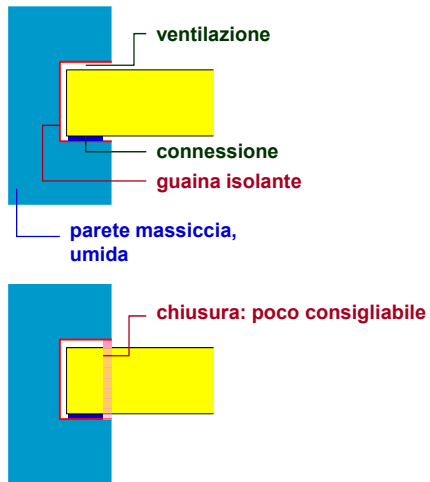 ventilazione
connessione
guaina isolante
parete massiccia,
umida
chiusura: poco consigliabile